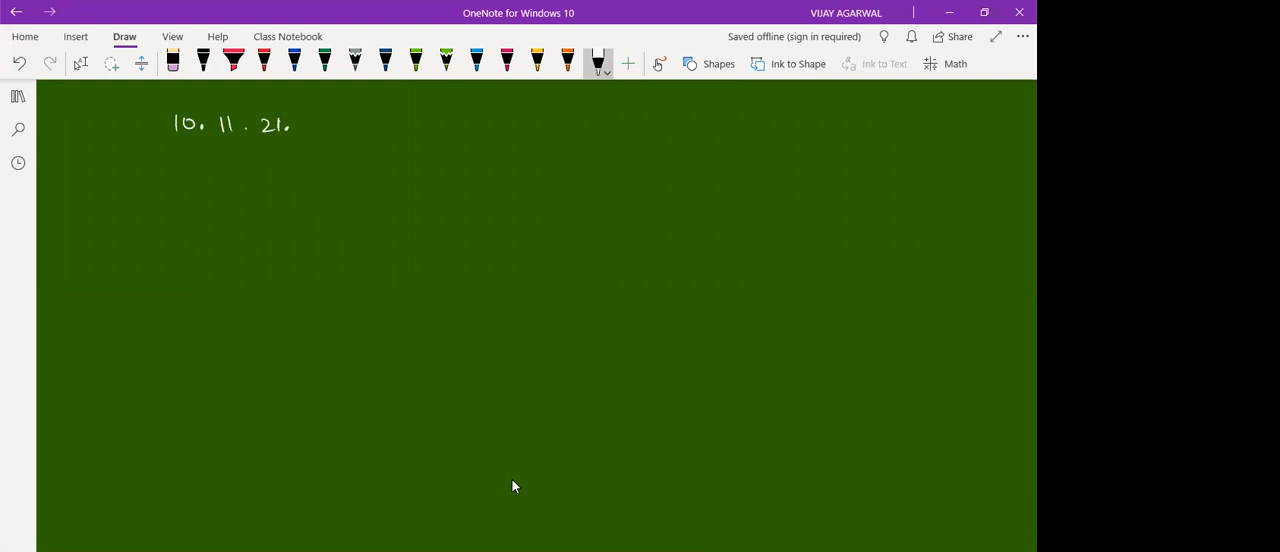 OneNote for Windows 10
VIJAY AGARWAL
Home Insert Draw View Help Class Notebook
Saved offline (sign in required) Share
Shapes Ink to Shape Ink to Text Math
10. 11 . 21.